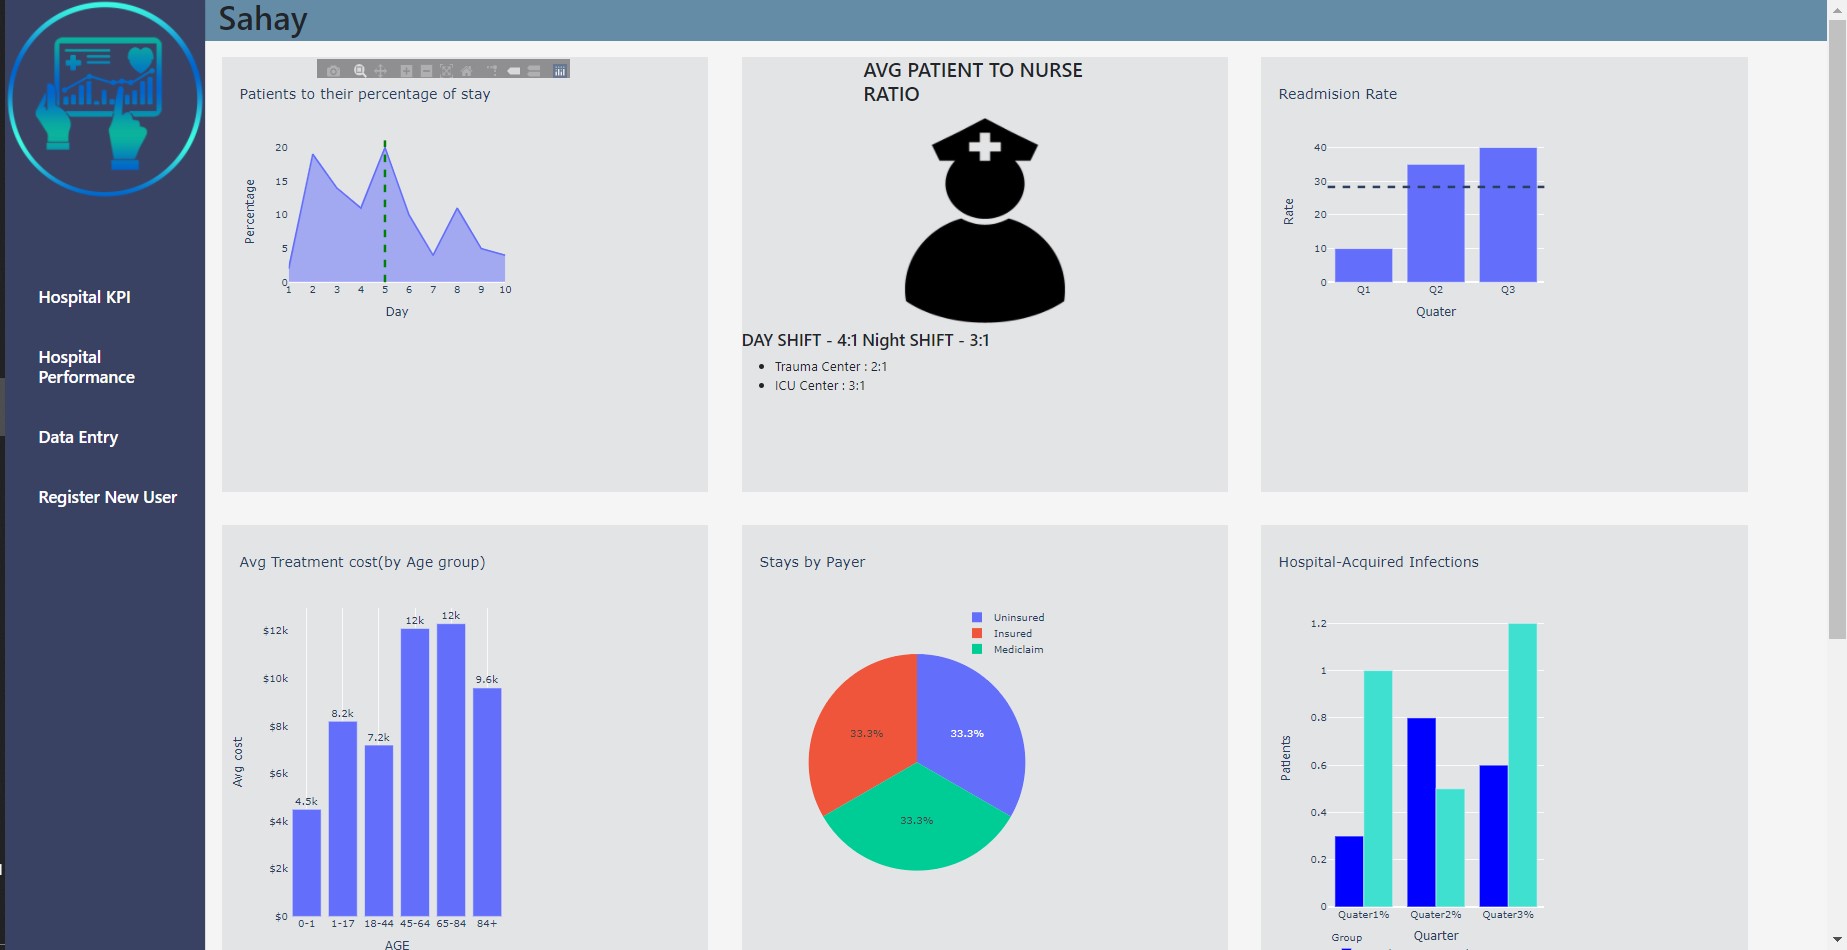 Sahay
Hospital KPI
Hospital
Performance
Data Entry
Register New User
Patients to their percentage of stay
Percentage
20
15
10
5
0
1 2 3 4 5 6 7 8 9 10
Day
AVG PATIENT TO NURSE
RATIO
DAY SHIFT - 4:1 Night SHIFT - 3:1
• Trauma Center : 2:1
• ICU Center : 3:1
Readmision Rate
Rate
40
30
20
10
0
Q1 Q2 Q3
Quater
Avg Treatment cost(by Age group)
Avg cost
$12k
$10k
$8k
$6k
$4k
$2k
$0
4.5k
8.2k
7.2k
12k
12k
9.6k
0-1 1-17 18-44 45-64 65-84 84+
AGE
Stays by Payer
Uninsured
Insured
Mediclaim
33.3%
33.3%
33.3%
Hospital-Acquired Infections
Patients
1.2
1
0.8
0.6
0.4
0.2
0
Quater1% Quater2% Quater3%
Group
Quarter